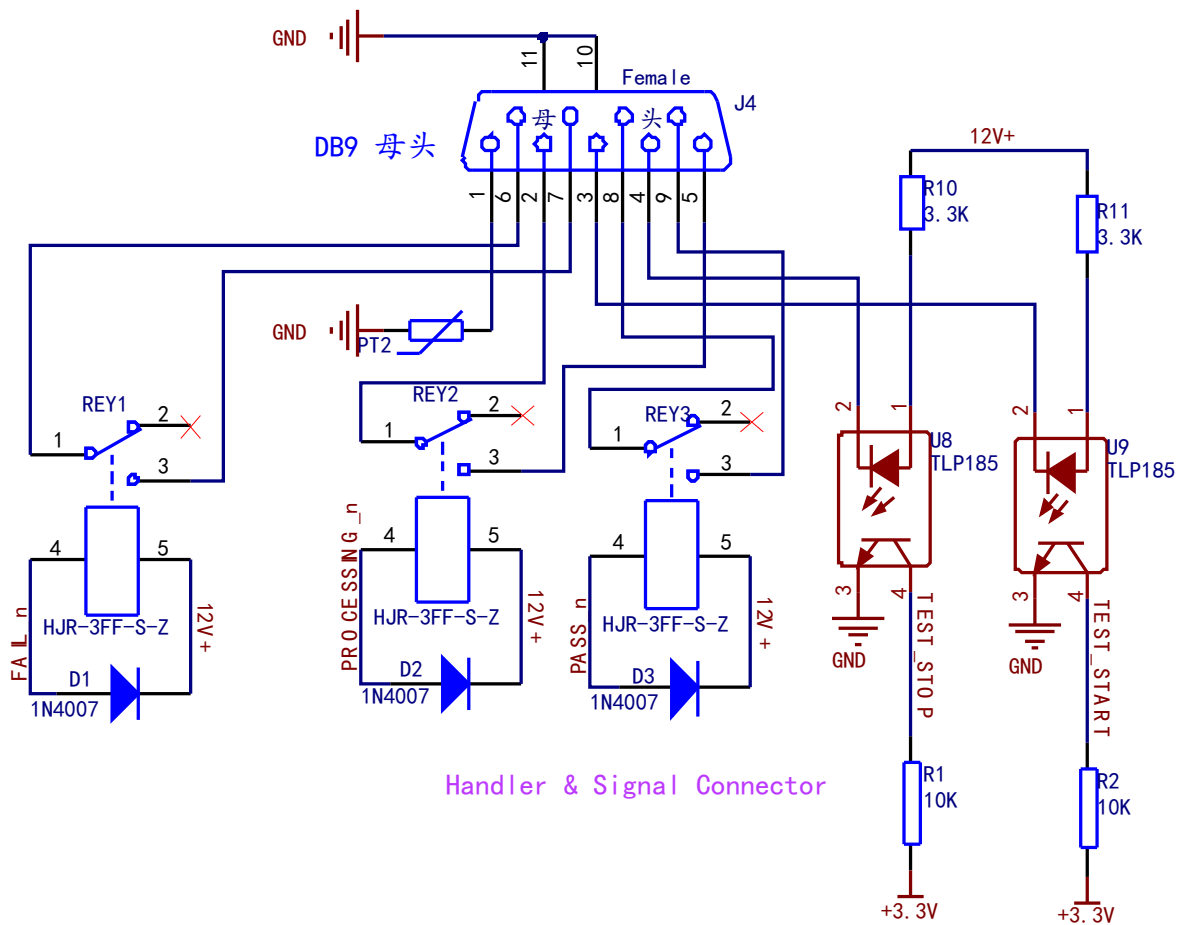 GND
11
10
Female
J4
母 头
DB9 母头
1
6
2
7
3
8
4
9
5
12V+
R10
3.3K
R11
3.3K
GND
PT2
REY1
1
2
3
4
5
HJR-3FF-S-Z
FAIL_n
12V+
D1
1N4007
REY2
1
2
3
4
5
HJR-3FF-S-Z
PROCESSING_n
12V+
D2
1N4007
REY3
1
2
3
4
5
HJR-3FF-S-Z
PASS_n
12V+
D3
1N4007
2
1
U8
TLP185
3
4
GND
TEST_STOP
R1
10K
+3.3V
2
1
U9
TLP185
3
4
GND
TEST_START
R2
10K
+3.3V
Handler & Signal Connector